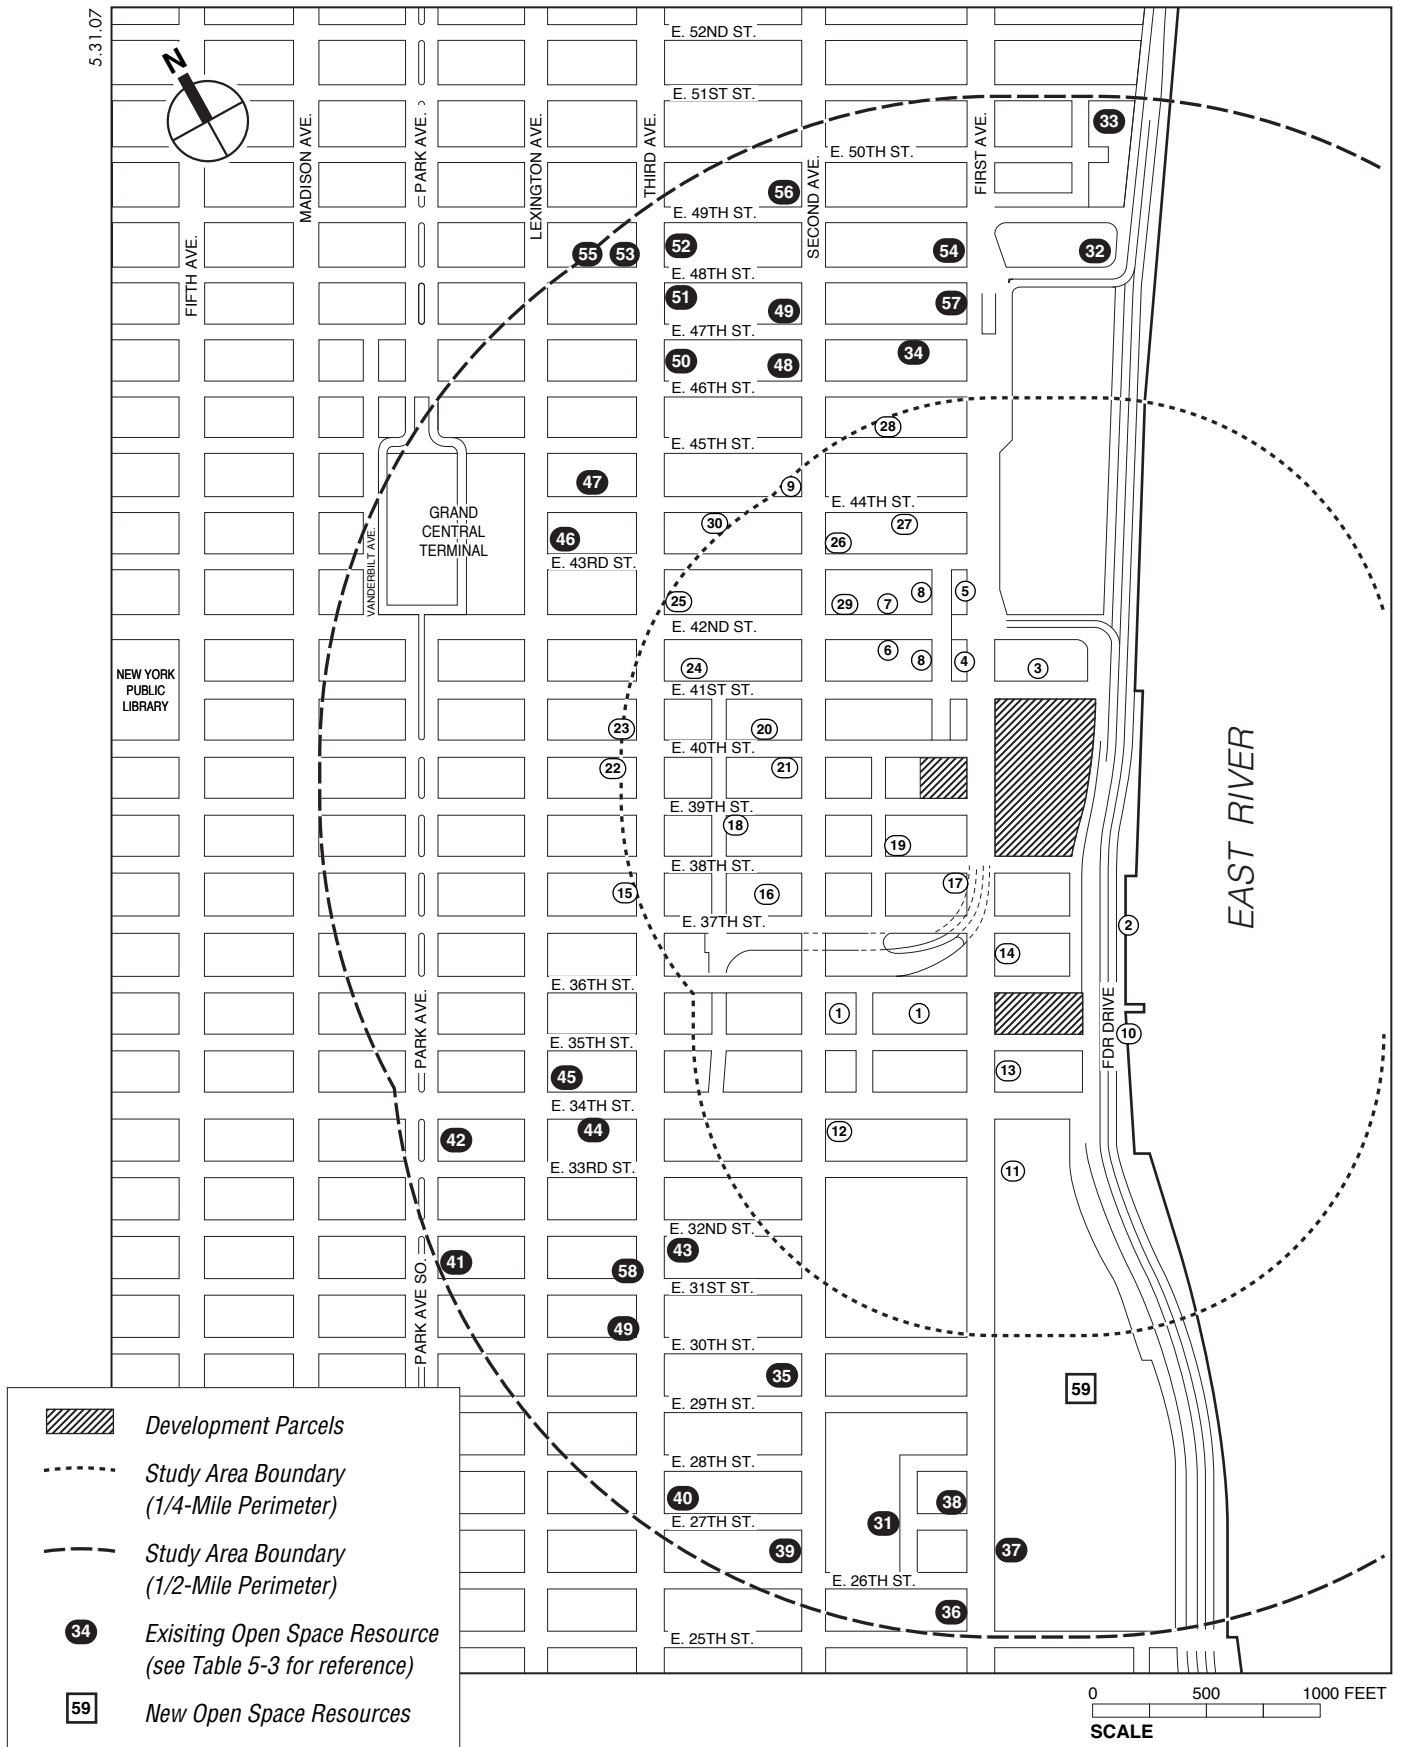 5.31.07
N
E. 52ND ST.
E. 51ST ST.
MADISON AVE.
PARK AVE.
LEXINGTON AVE.
THIRD AVE.
FIRST AVE.
33
E. 50TH ST.
SECOND AVE.
56
E. 49TH ST.
FIFTH AVE.
55
53
52
54
32
E. 48TH ST.
51
49
57
E. 47TH ST.
50
48
34
E. 46TH ST.
28
E. 45TH ST.
47
9
E. 44TH ST.
GRAND
CENTRAL
TERMINAL
VANDERBILT AVE.
46
30
26
27
E. 43RD ST.
25
29
7
8
5
E. 42ND ST.
NEW YORK
PUBLIC
LIBRARY
24
6
8
4
3
E. 41ST ST.
23
20
E. 40TH ST.
22
21
EAST RIVER
E. 39TH ST.
18
19
E. 38TH ST.
15
16
17
E. 37TH ST.
2
14
E. 36TH ST.
PARK AVE.
1
1
FDR DRIVE
10
E. 35TH ST.
45
13
E. 34TH ST.
42
44
12
E. 33RD ST.
11
E. 32ND ST.
PARK AVE SO.
41
58
43
E. 31ST ST.
49
E. 30TH ST.
35
59
E. 29TH ST.
E. 28TH ST.
40
38
E. 27TH ST.
31
39
37
E. 26TH ST.
36
E. 25TH ST.
Development Parcels
Study Area Boundary
(1/4-Mile Perimeter)
Study Area Boundary
(1/2-Mile Perimeter)
34
Exisiting Open Space Resource
(see Table 5-3 for reference)
59
New Open Space Resources
0 500 1000 FEET
SCALE